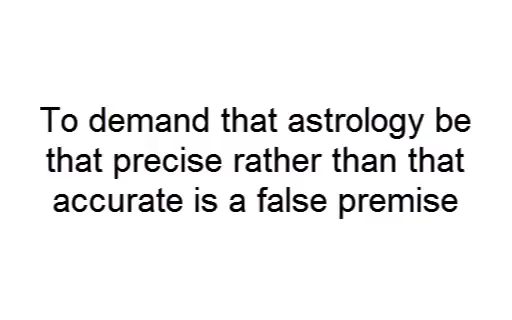 To demand that astrology be
that precise rather than that
accurate is a false premise